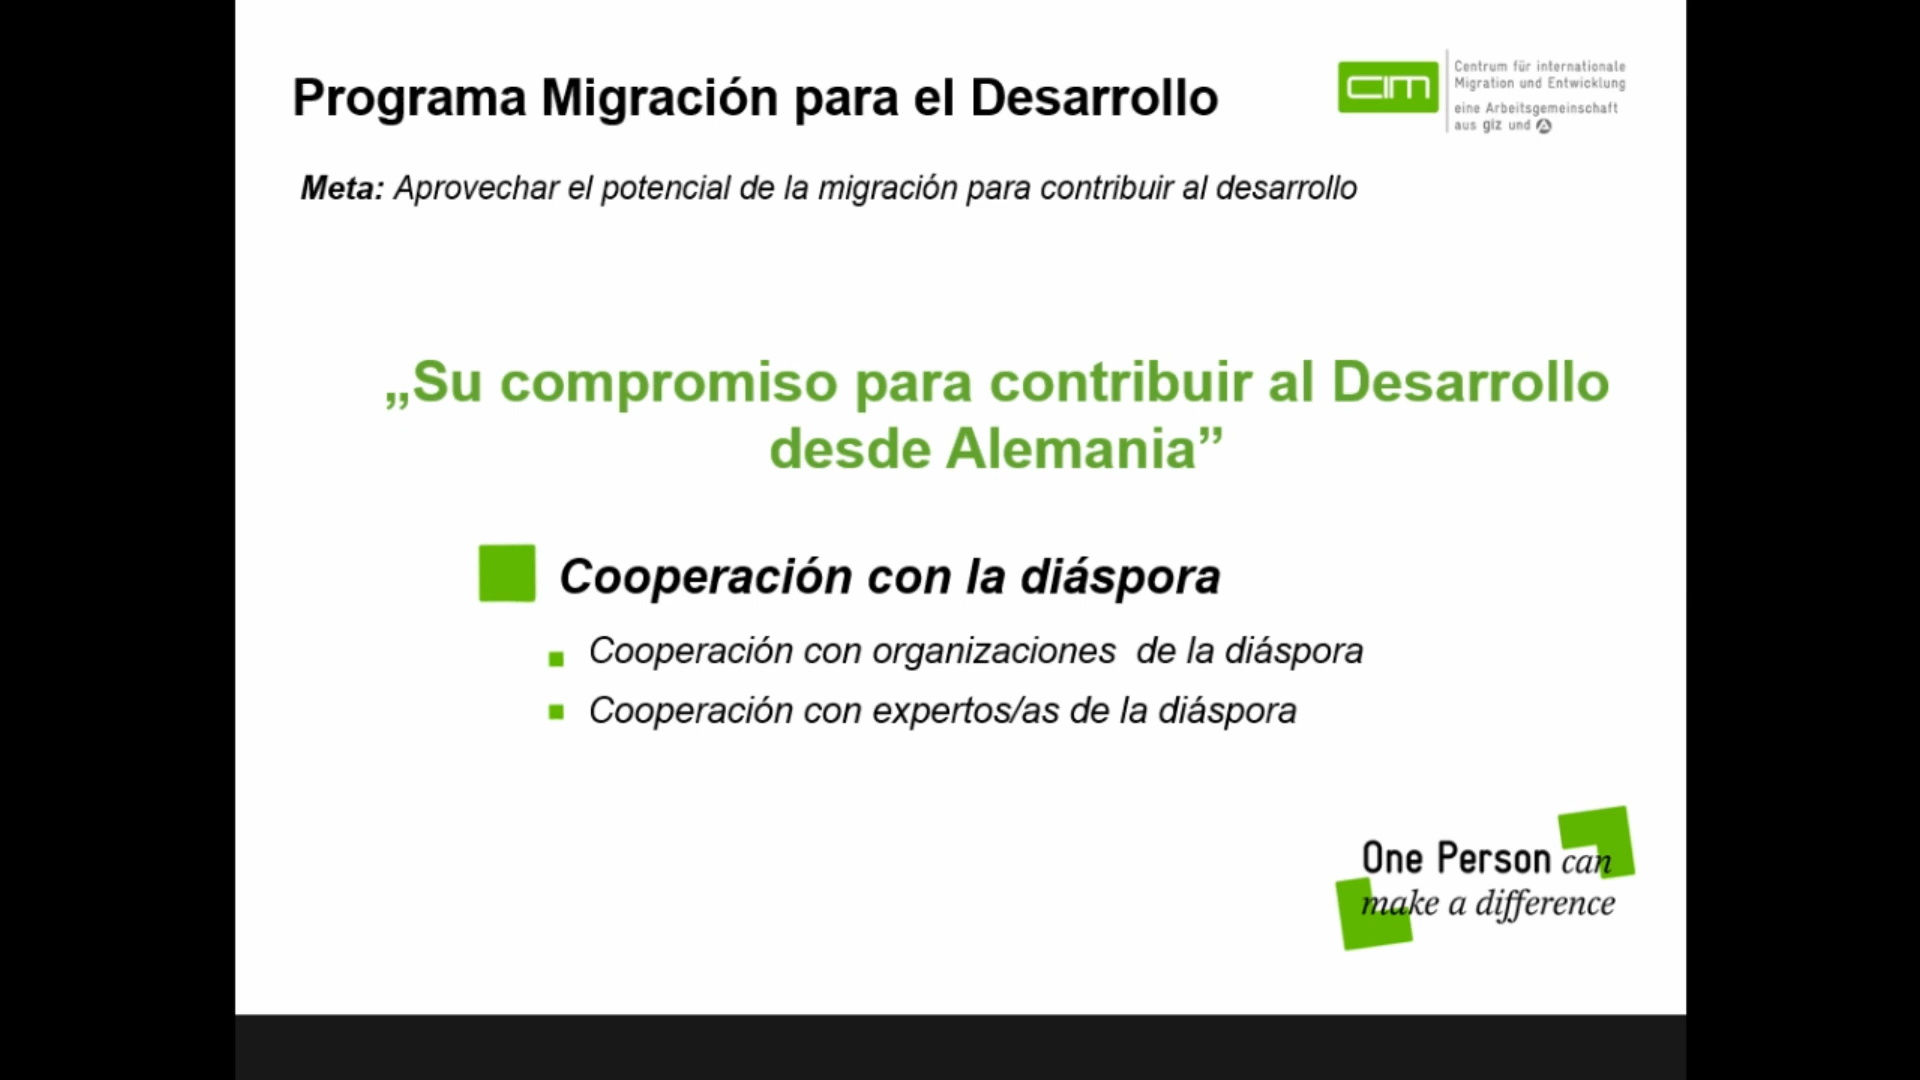 Programa Migración para el Desarrollo
CIM
Centrum für internationale
Migration und Entwicklung
eine Arbeitsgemeinschaft
aus giz und
Meta: Aprovechar el potencial de la migración para contribuir al desarrollo
„Su compromiso para contribuir al Desarrollo
desde Alemania”
Cooperación con la diáspora
Cooperación con organizaciones de la diáspora
Cooperación con expertos/as de la diáspora
One Person can
make a difference